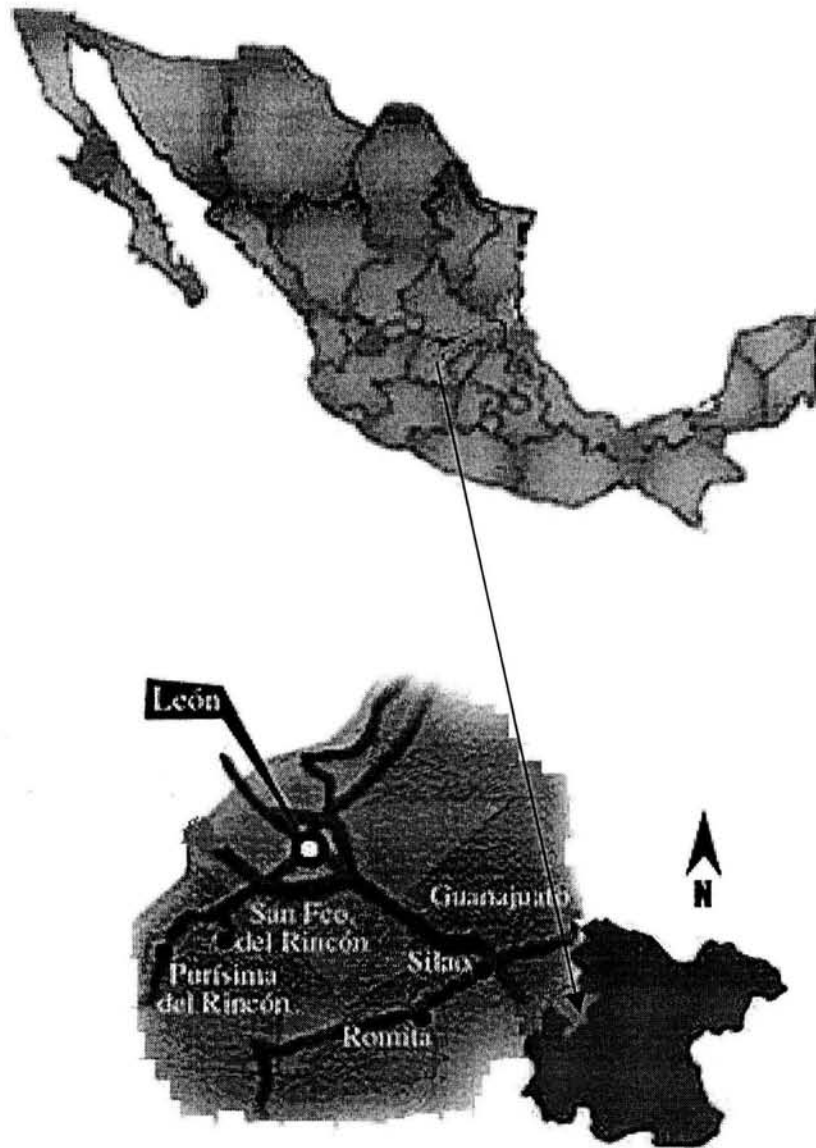 León
N
Guanajuato
San Fco.
del Rincón
Silao
Purísima
del Rincón
Romita